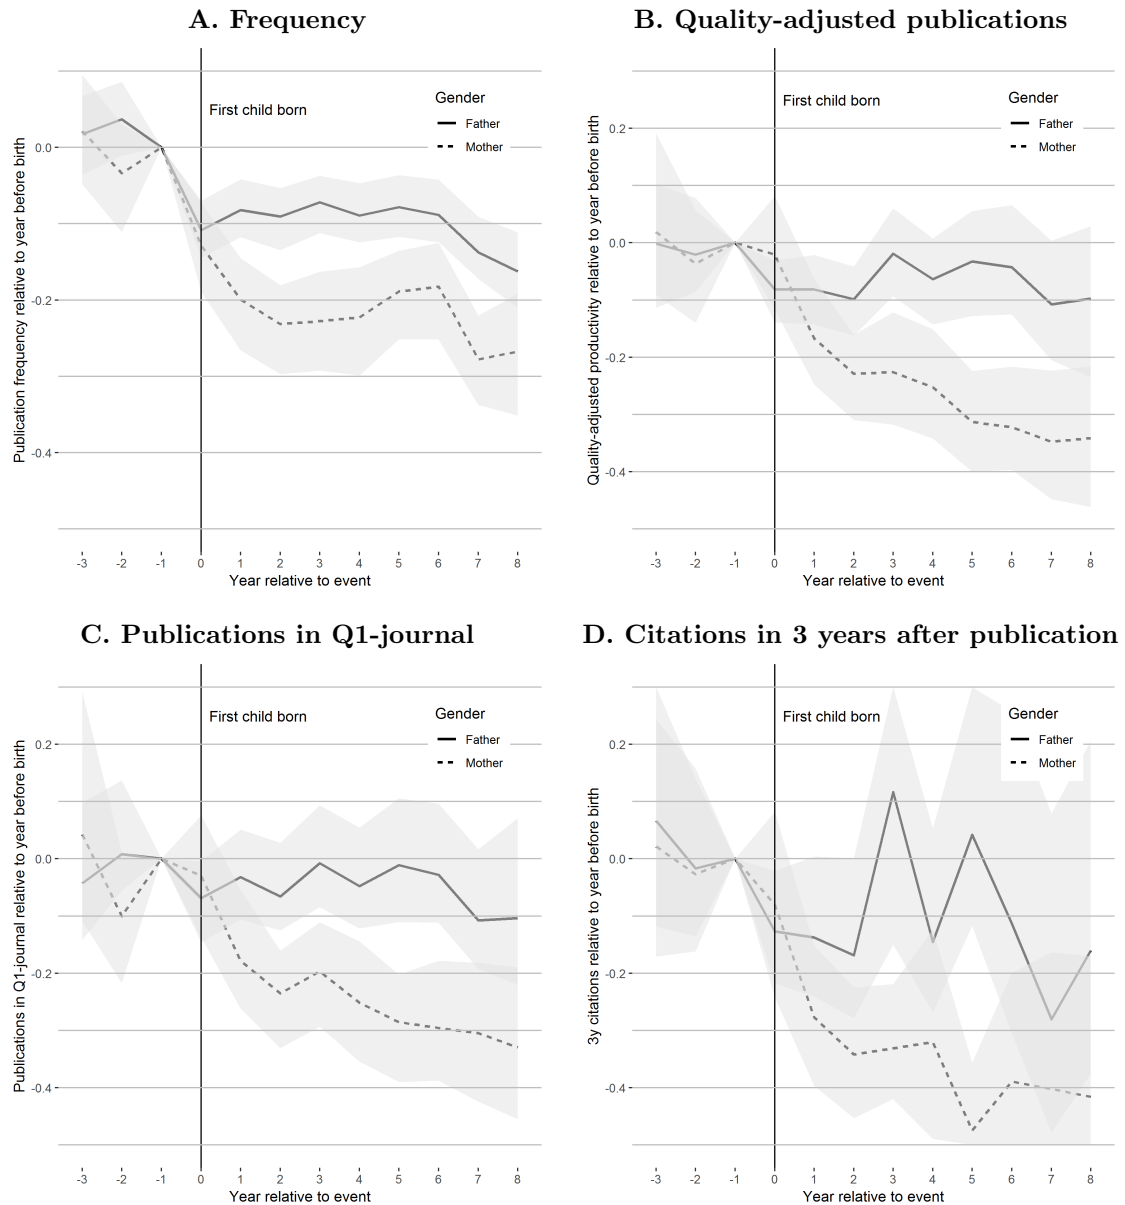 A. Frequency
Publication frequency relative to year before birth
0.0
-0.2
-0.4
First child born
Gender
Father
Mother
-3 -2 -1 0 1 2 3 4 5 6 7 8
Year relative to event
B. Quality-adjusted publications
Quality-adjusted productivity relative to year before birth
0.2
0.0
-0.2
-0.4
First child born
Gender
Father
Mother
-3 -2 -1 0 1 2 3 4 5 6 7 8
Year relative to event
C. Publications in Q1-journal
Publications in Q1-journal relative to year before birth
0.2
0.0
-0.2
-0.4
First child born
Gender
Father
Mother
-3 -2 -1 0 1 2 3 4 5 6 7 8
Year relative to event
D. Citations in 3 years after publication
3y citations relative to year before birth
0.2
0.0
-0.2
-0.4
First child born
Gender
Father
Mother
-3 -2 -1 0 1 2 3 4 5 6 7 8
Year relative to event